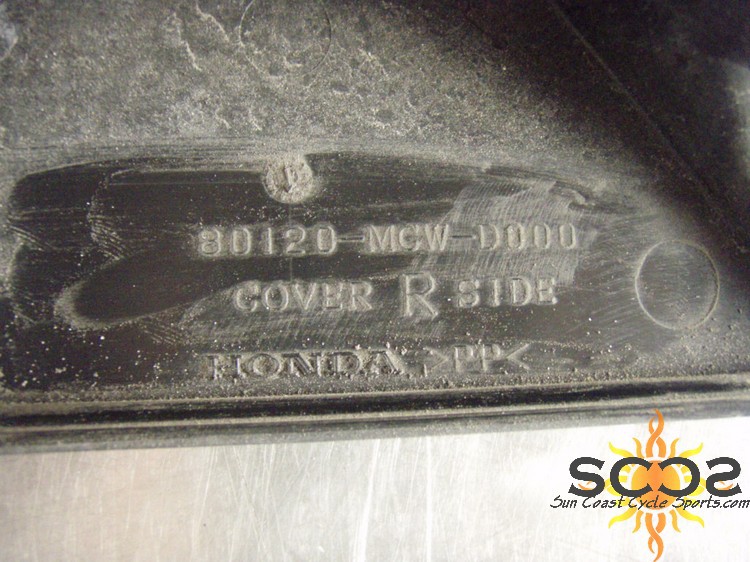 80120-MCW-D000
COVER R SIDE
HONDA >PP<
SCCS
Sun Coast Cycle Sports.com